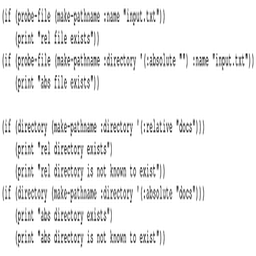 (if (probe-file (make-pathname :name "input.txt"))
(print "rel file exists"))
(if (probe-file (make-pathname :directory '(:absolute "") :name "input.txt"))
(print "abs file exists"))
(if (directory (make-pathname :directory '(:relative "docs")))
(print "rel directory exists")
(print "rel directory is not known to exist"))
(if (directory (make-pathname :directory '(:absolute "docs")))
(print "abs directory exists")
(print "abs directory is not known to exist"))